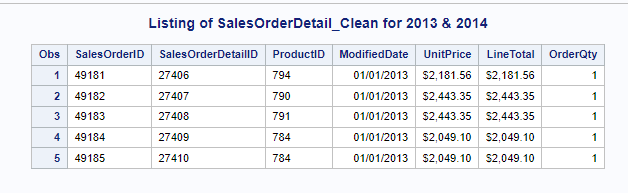 Listing of SalesOrderDetail_Clean for 2013 & 2014
Obs SalesOrderID SalesOrderDetailID ProductID ModifiedDate UnitPrice LineTotal OrderQty
1 49181 27406 794 01/01/2013 $2,181.56 $2,181.56 1
2 49182 27407 790 01/01/2013 $2,443.35 $2,443.35 1
3 49183 27408 791 01/01/2013 $2,443.35 $2,443.35 1
4 49184 27409 784 01/01/2013 $2,049.10 $2,049.10 1
5 49185 27410 784 01/01/2013 $2,049.10 $2,049.10 1